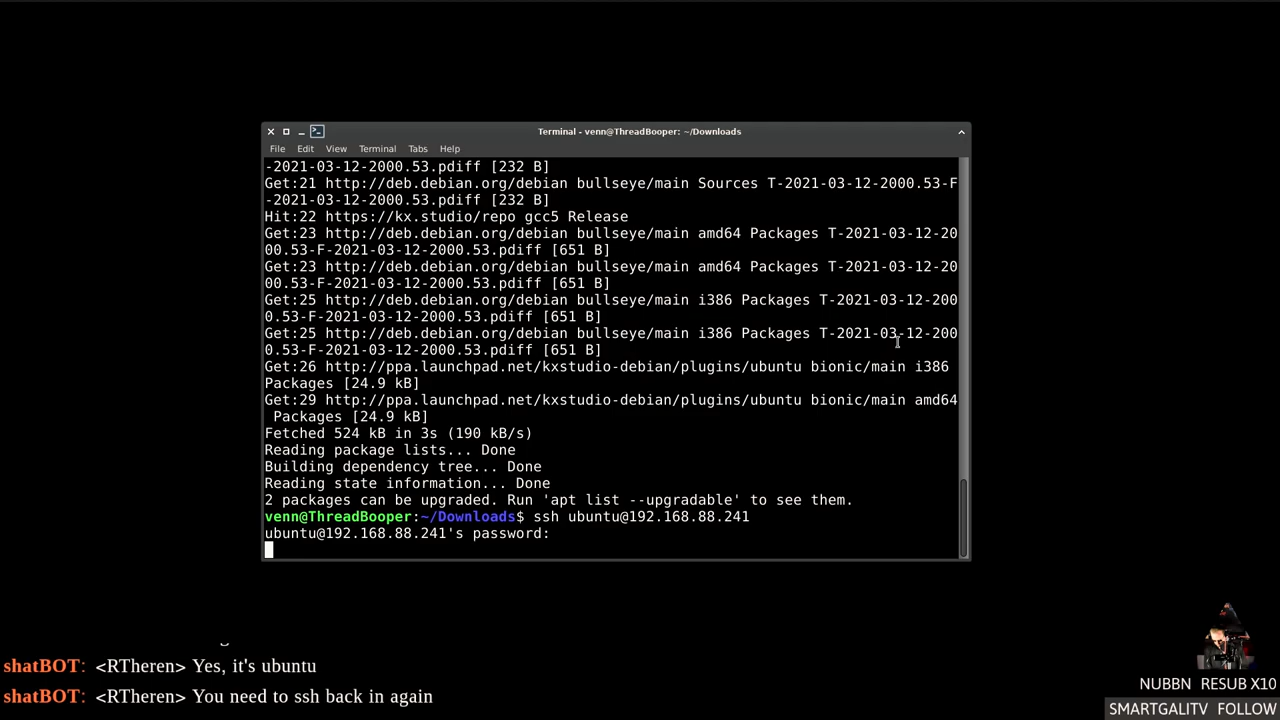 Terminal - venn@ThreadBooper: ~/Downloads
File Edit View Terminal Tabs Help
-2021-03-12-2000.53.pdiff [232 B]
Get:21 http://deb.debian.org/debian bullseye/main Sources T-2021-03-12-2000.53-F
-2021-03-12-2000.53.pdiff [232 B]
Hit:22 https://kx.studio/repo gcc5 Release
Get:23 http://deb.debian.org/debian bullseye/main amd64 Packages T-2021-03-12-20
00.53-F-2021-03-12-2000.53.pdiff [651 B]
Get:23 http://deb.debian.org/debian bullseye/main amd64 Packages T-2021-03-12-20
00.53-F-2021-03-12-2000.53.pdiff [651 B]
Get:25 http://deb.debian.org/debian bullseye/main i386 Packages T-2021-03-12-200
0.53-F-2021-03-12-2000.53.pdiff [651 B]
Get:25 http://deb.debian.org/debian bullseye/main i386 Packages T-2021-03-12-200
0.53-F-2021-03-12-2000.53.pdiff [651 B]
Get:26 http://ppa.launchpad.net/kxstudio-debian/plugins/ubuntu bionic/main i386
Packages [24.9 kB]
Get:29 http://ppa.launchpad.net/kxstudio-debian/plugins/ubuntu bionic/main amd64
Packages [24.9 kB]
Fetched 524 kB in 3s (190 kB/s)
Reading package lists... Done
Building dependency tree... Done
Reading state information... Done
2 packages can be upgraded. Run 'apt list --upgradable' to see them.
venn@ThreadBooper:~/Downloads$ ssh ubuntu@192.168.88.241
ubuntu@192.168.88.241's password:
shatBOT: <RTheren> Yes, it's ubuntu
shatBOT: <RTheren> You need to ssh back in again
NUBBN RESUB X10
SMARTGALITV FOLLOW